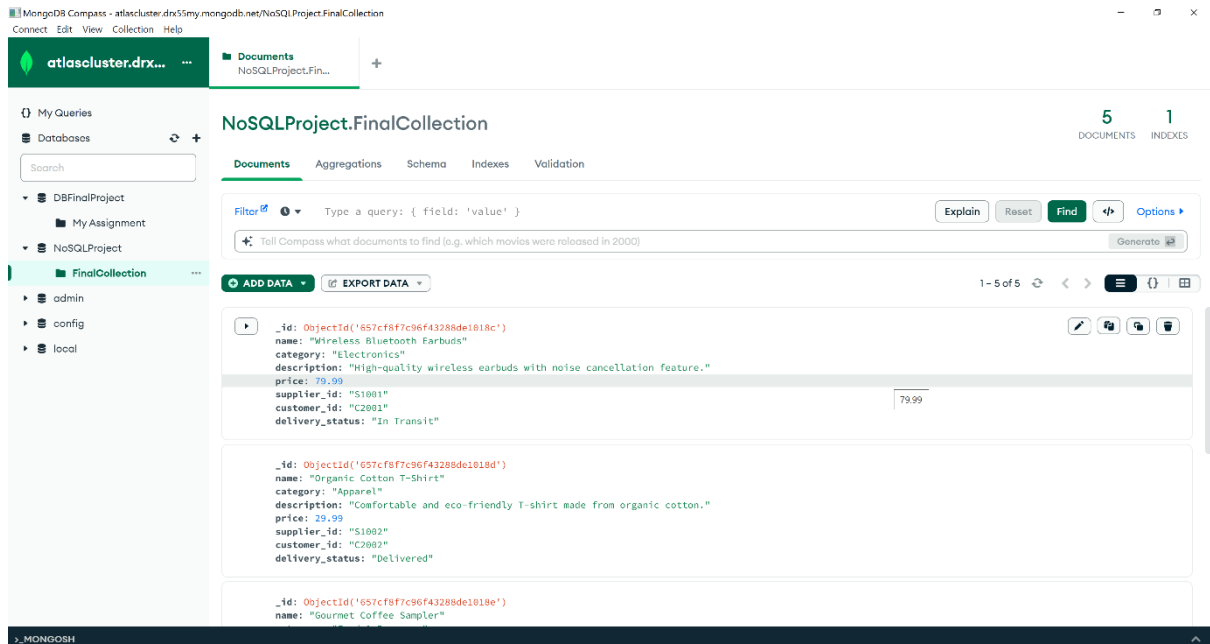 MongoDB Compass - atlascluster.drx55my.mongodb.net/NoSQLProject.FinalCollection
Connect Edit View Collection Help
atlascluster.drx... ...
Documents
NoSQLProject.Fin...
+
{} My Queries
Databases
+
Search
DBFinalProject
My Assignment
NoSQLProject
FinalCollection ...
admin
config
local
NoSQLProject.FinalCollection
5
DOCUMENTS
1
INDEXES
Documents Aggregations Schema Indexes Validation
Filter Type a query: { field: 'value' } Explain Reset Find </> Options
Tell Compass what documents to find (e.g. which movies were released in 2000) Generate
ADD DATA EXPORT DATA 1 – 5 of 5 {}
_id: ObjectId('657cf8f7c96f43288de1018c')
name: "Wireless Bluetooth Earbuds"
category: "Electronics"
description: "High-quality wireless earbuds with noise cancellation feature."
price: 79.99
supplier_id: "S1001"
customer_id: "C2001"
delivery_status: "In Transit"
79.99
_id: ObjectId('657cf8f7c96f43288de1018d')
name: "Organic Cotton T-Shirt"
category: "Apparel"
description: "Comfortable and eco-friendly T-shirt made from organic cotton."
price: 29.99
supplier_id: "S1002"
customer_id: "C2002"
delivery_status: "Delivered"
_id: ObjectId('657cf8f7c96f43288de1018e')
name: "Gourmet Coffee Sampler"
>_MONGOSH